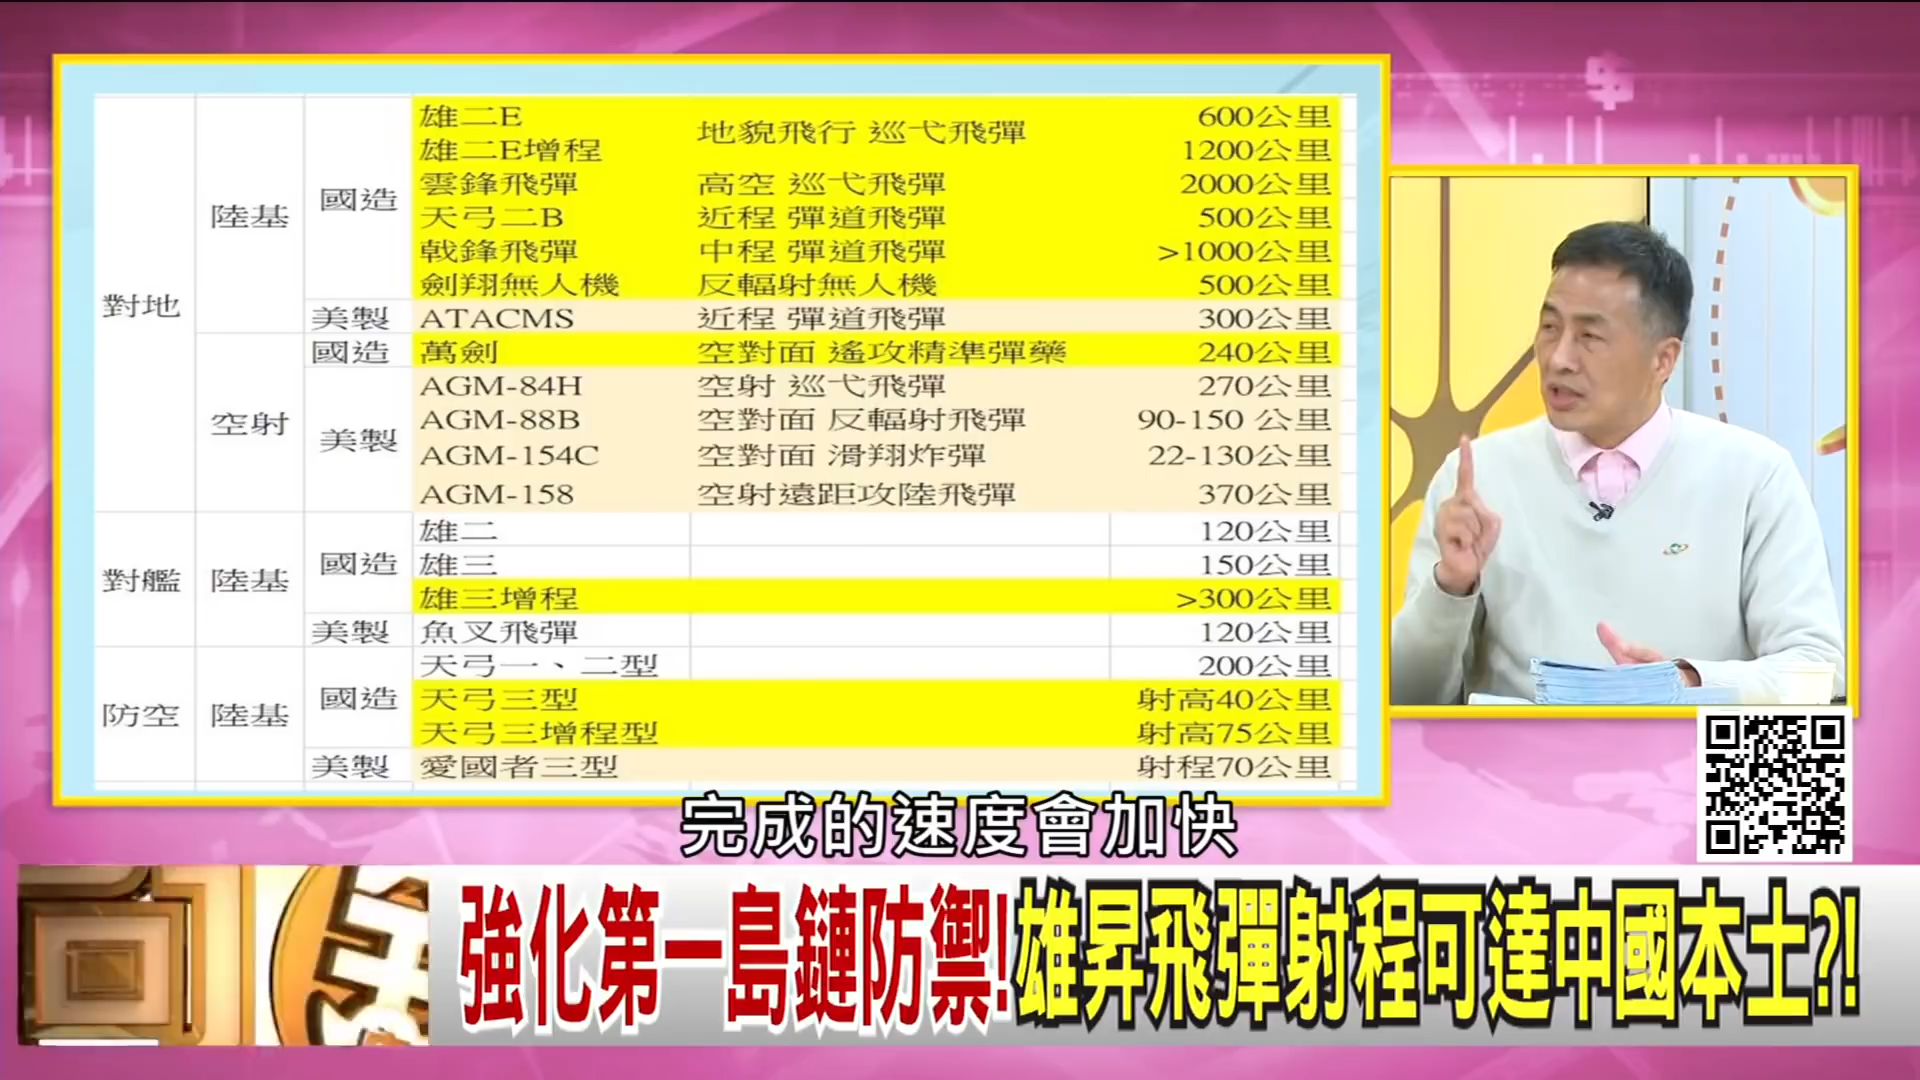 對地
陸基
國造
雄二E
地貌飛行 巡弋飛彈
600公里
雄二E增程
1200公里
雲鋒飛彈 高空 巡弋飛彈 2000公里
天弓二B 近程 彈道飛彈 500公里
戟鋒飛彈 中程 彈道飛彈 >1000公里
劍翔無人機 反輻射無人機 500公里
美製 ATACMS 近程 彈道飛彈 300公里
空射
國造 萬劍 空對面 遙攻精準彈藥 240公里
美製
AGM-84H 空射 巡弋飛彈 270公里
AGM-88B 空對面 反輻射飛彈 90-150 公里
AGM-154C 空對面 滑翔炸彈 22-130公里
AGM-158 空射遠距攻陸飛彈 370公里
對艦
陸基
國造
雄二 120公里
雄三 150公里
雄三增程 >300公里
美製 魚叉飛彈 120公里
防空
陸基
國造
天弓一、二型 200公里
天弓三型 射高40公里
天弓三增程型 射高75公里
美製 愛國者三型 射程70公里
完成的速度會加快
強化第一島鏈防禦!雄昇飛彈射程可達中國本土?!